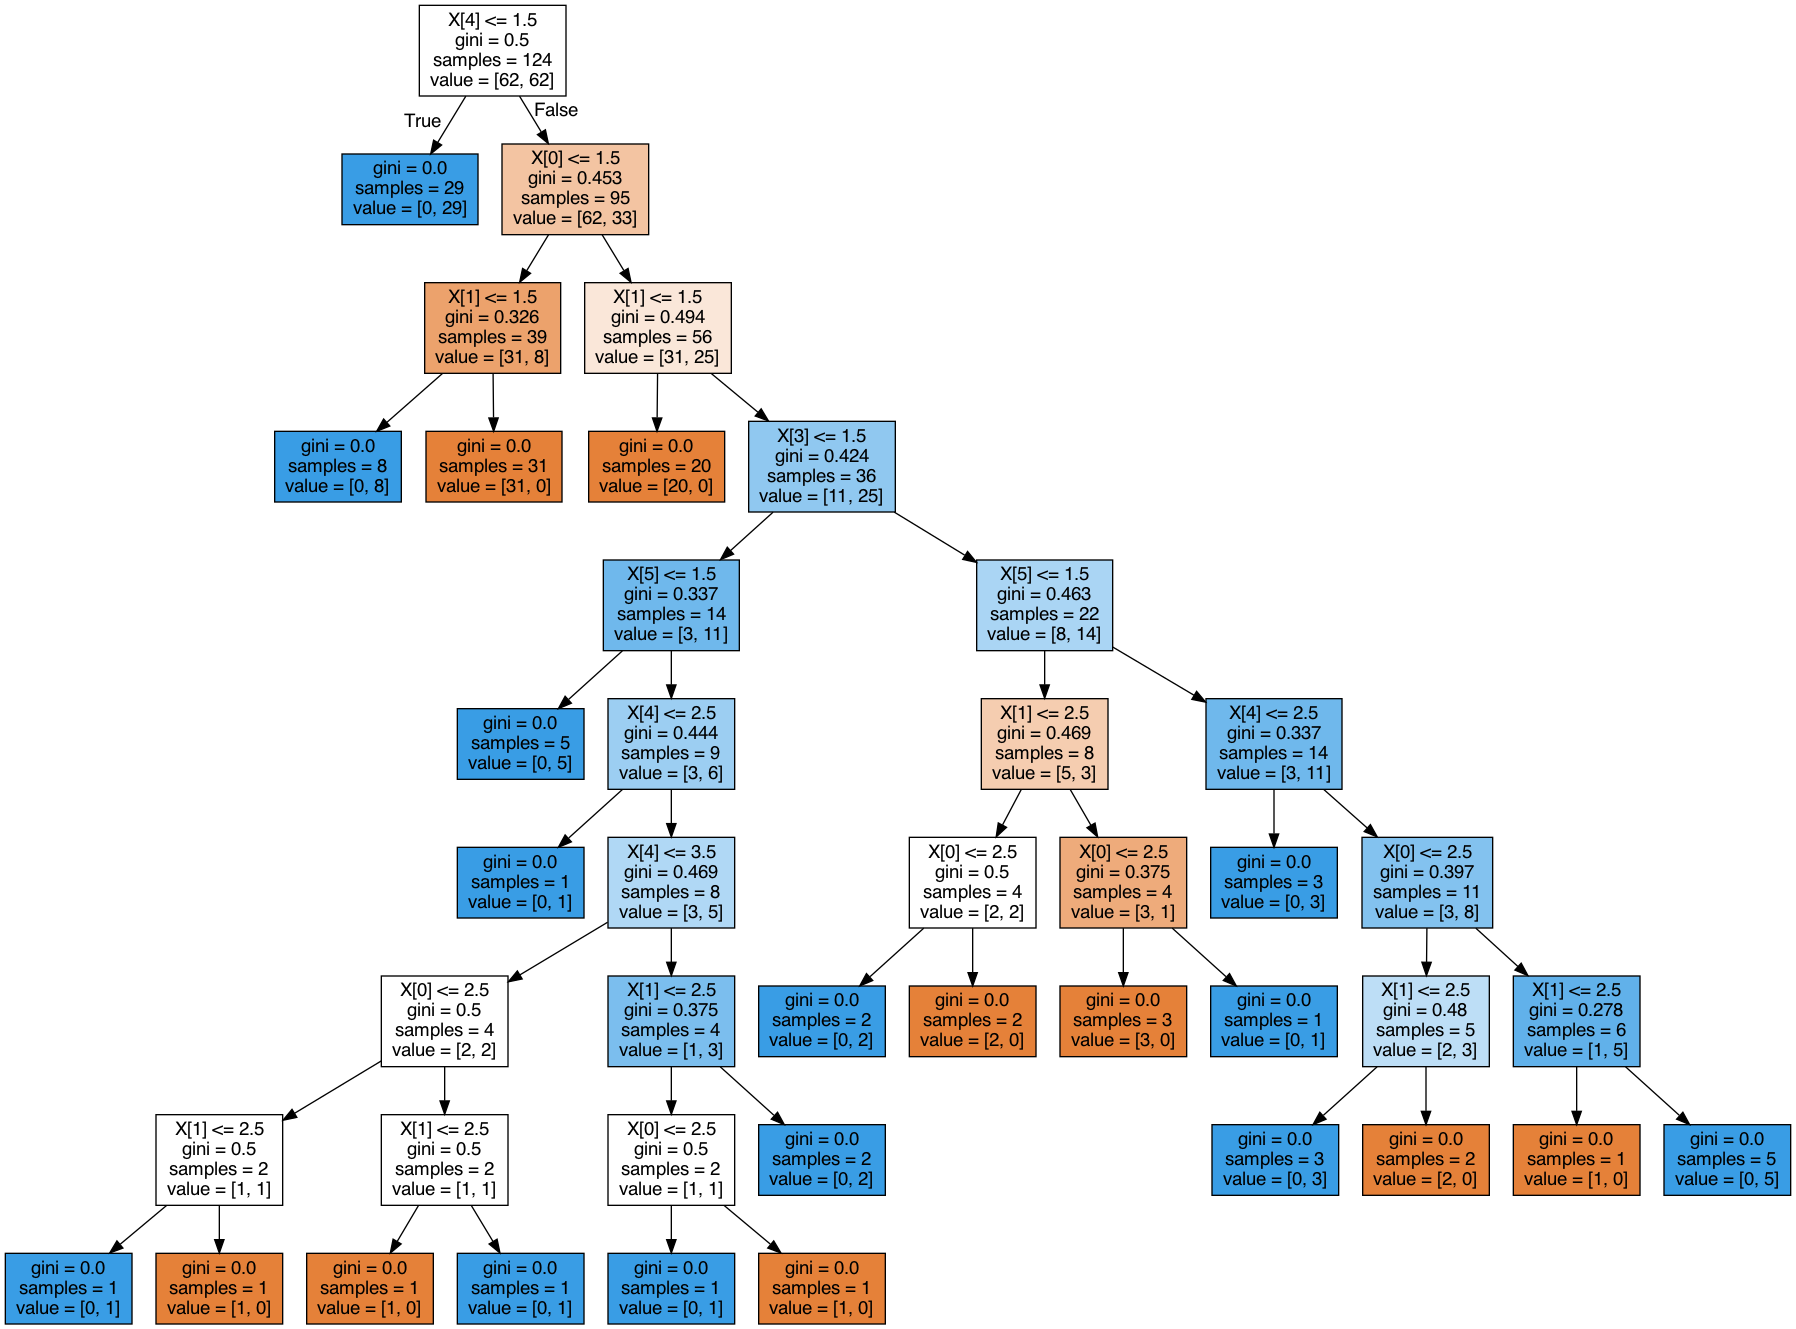 X[4] <= 1.5
gini = 0.5
samples = 124
value = [62, 62]
True
False
gini = 0.0
samples = 29
value = [0, 29]
X[0] <= 1.5
gini = 0.453
samples = 95
value = [62, 33]
X[1] <= 1.5
gini = 0.326
samples = 39
value = [31, 8]
X[1] <= 1.5
gini = 0.494
samples = 56
value = [31, 25]
gini = 0.0
samples = 8
value = [0, 8]
gini = 0.0
samples = 31
value = [31, 0]
gini = 0.0
samples = 20
value = [20, 0]
X[3] <= 1.5
gini = 0.424
samples = 36
value = [11, 25]
X[5] <= 1.5
gini = 0.337
samples = 14
value = [3, 11]
X[5] <= 1.5
gini = 0.463
samples = 22
value = [8, 14]
gini = 0.0
samples = 5
value = [0, 5]
X[4] <= 2.5
gini = 0.444
samples = 9
value = [3, 6]
X[1] <= 2.5
gini = 0.469
samples = 8
value = [5, 3]
X[4] <= 2.5
gini = 0.337
samples = 14
value = [3, 11]
gini = 0.0
samples = 1
value = [0, 1]
X[4] <= 3.5
gini = 0.469
samples = 8
value = [3, 5]
X[0] <= 2.5
gini = 0.5
samples = 4
value = [2, 2]
X[0] <= 2.5
gini = 0.375
samples = 4
value = [3, 1]
gini = 0.0
samples = 3
value = [0, 3]
X[0] <= 2.5
gini = 0.397
samples = 11
value = [3, 8]
X[0] <= 2.5
gini = 0.5
samples = 4
value = [2, 2]
X[1] <= 2.5
gini = 0.375
samples = 4
value = [1, 3]
gini = 0.0
samples = 2
value = [0, 2]
gini = 0.0
samples = 2
value = [2, 0]
gini = 0.0
samples = 3
value = [3, 0]
gini = 0.0
samples = 1
value = [0, 1]
X[1] <= 2.5
gini = 0.48
samples = 5
value = [2, 3]
X[1] <= 2.5
gini = 0.278
samples = 6
value = [1, 5]
X[1] <= 2.5
gini = 0.5
samples = 2
value = [1, 1]
X[1] <= 2.5
gini = 0.5
samples = 2
value = [1, 1]
X[0] <= 2.5
gini = 0.5
samples = 2
value = [1, 1]
gini = 0.0
samples = 2
value = [0, 2]
gini = 0.0
samples = 3
value = [0, 3]
gini = 0.0
samples = 2
value = [2, 0]
gini = 0.0
samples = 1
value = [1, 0]
gini = 0.0
samples = 5
value = [0, 5]
gini = 0.0
samples = 1
value = [0, 1]
gini = 0.0
samples = 1
value = [1, 0]
gini = 0.0
samples = 1
value = [1, 0]
gini = 0.0
samples = 1
value = [0, 1]
gini = 0.0
samples = 1
value = [0, 1]
gini = 0.0
samples = 1
value = [1, 0]